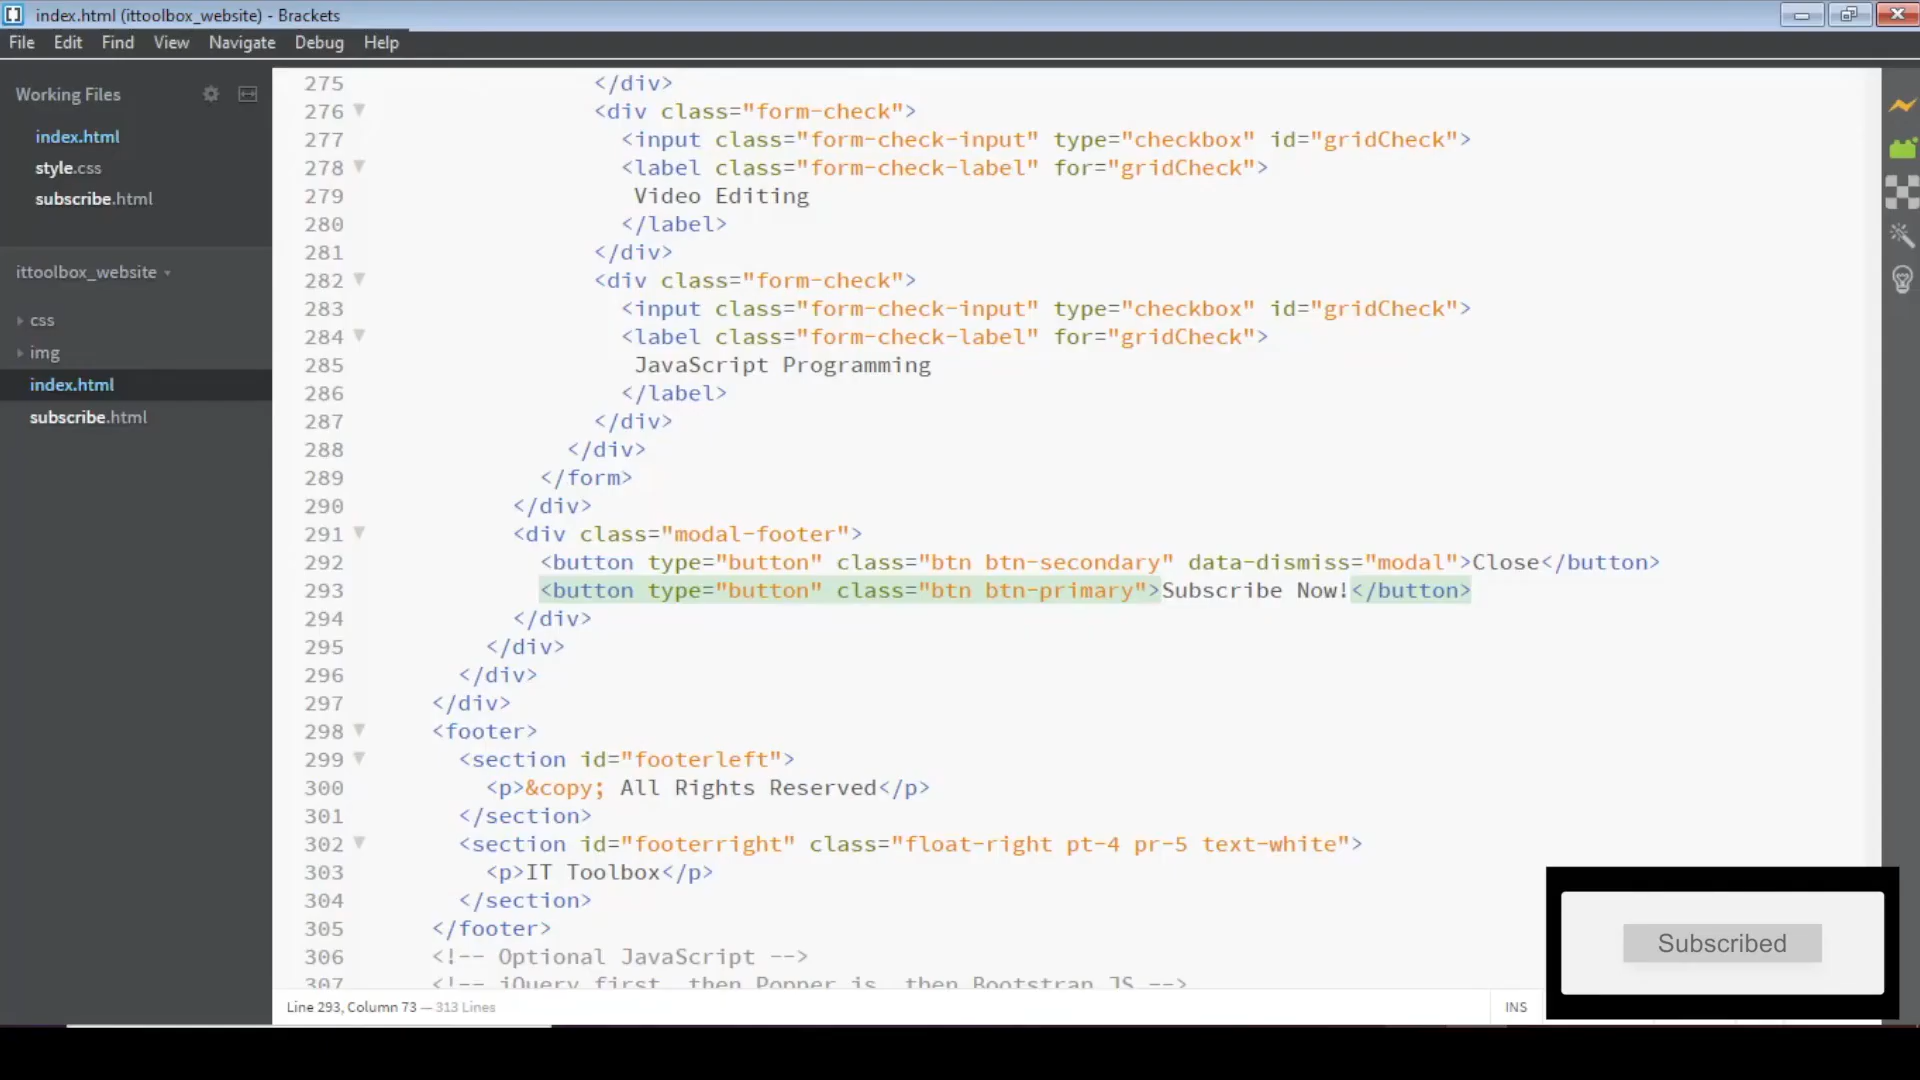 index.html (ittoolbox_website) - Brackets
File Edit Find View Navigate Debug Help
Working Files
index.html
style.css
subscribe.html
ittoolbox_website
css
img
index.html
subscribe.html
275 </div>
276 <div class="form-check">
277 <input class="form-check-input" type="checkbox" id="gridCheck">
278 <label class="form-check-label" for="gridCheck">
279 Video Editing
280 </label>
281 </div>
282 <div class="form-check">
283 <input class="form-check-input" type="checkbox" id="gridCheck">
284 <label class="form-check-label" for="gridCheck">
285 JavaScript Programming
286 </label>
287 </div>
288 </div>
289 </form>
290 </div>
291 <div class="modal-footer">
292 <button type="button" class="btn btn-secondary" data-dismiss="modal">Close</button>
293 <button type="button" class="btn btn-primary">Subscribe Now!</button>
294 </div>
295 </div>
296 </div>
297 </div>
298 <footer>
299 <section id="footerleft">
300 <p>&copy; All Rights Reserved</p>
301 </section>
302 <section id="footerright" class="float-right pt-4 pr-5 text-white">
303 <p>IT Toolbox</p>
304 </section>
305 </footer>
306 <!-- Optional JavaScript -->
307 <!-- jQuery first, then Popper.js, then Bootstrap JS -->
Line 293, Column 73 — 313 Lines
INS
Subscribed